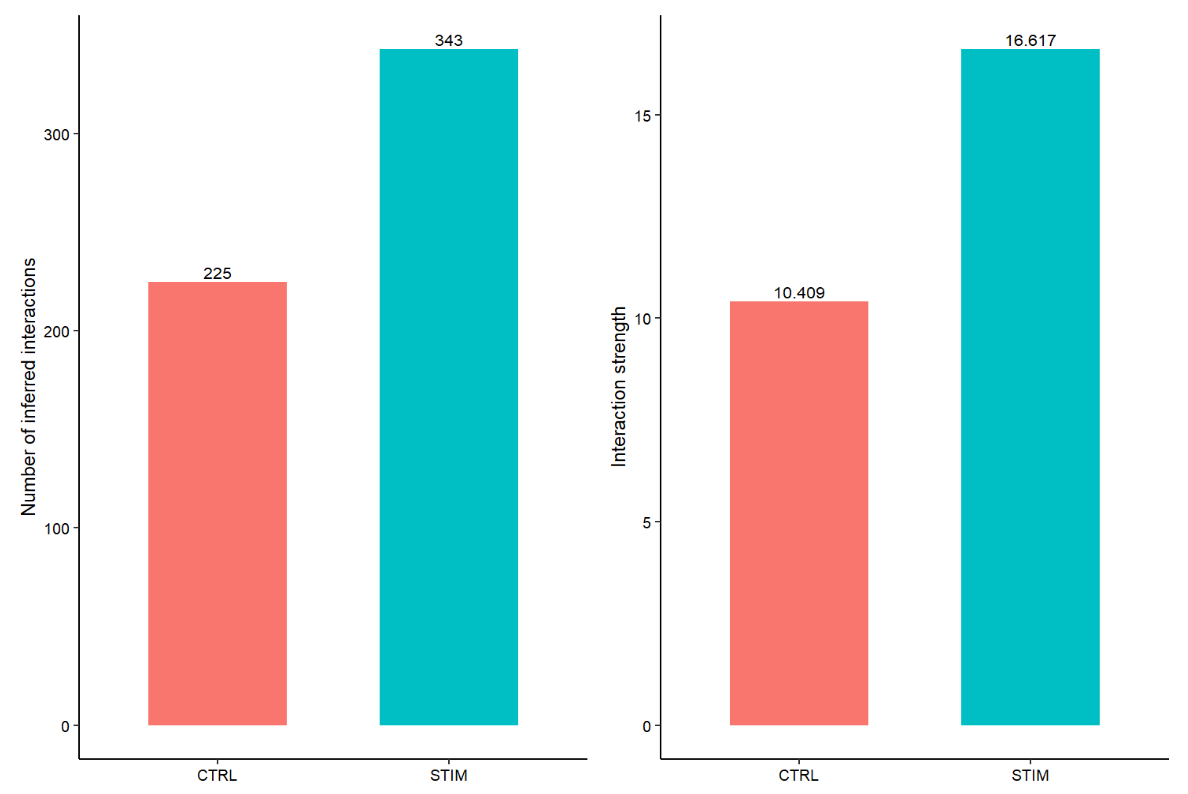 Number of inferred interactions
300
200
100
0
225
343
CTRL
STIM
Interaction strength
15
10
5
0
10.409
16.617
CTRL
STIM